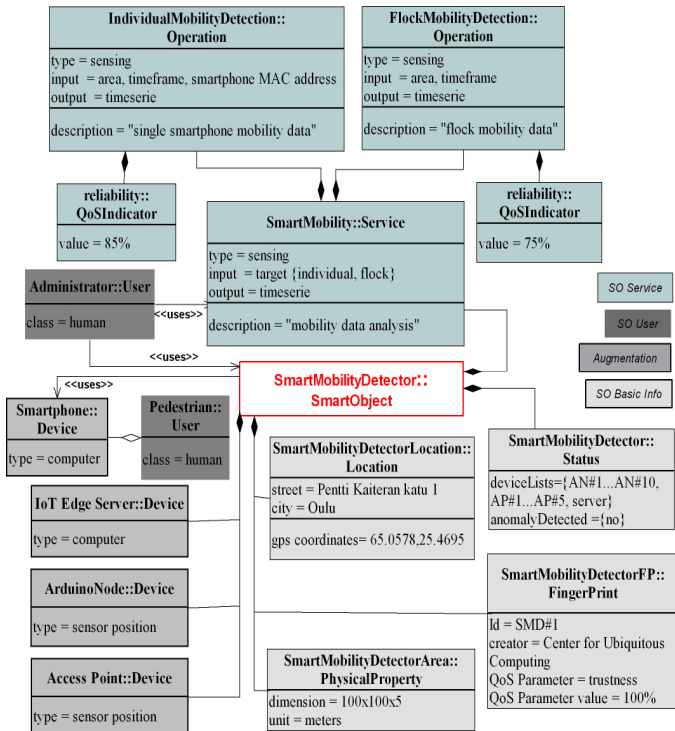 IndividualMobilityDetection::
Operation
type = sensing
input = area, timeframe, smartphone MAC address
output = timeserie
description = "single smartphone mobility data"
FlockMobilityDetection::
Operation
type = sensing
input = area, timeframe
output = timeserie
description = "flock mobility data"
reliability::
QoSIndicator
value = 85%
SmartMobility::Service
type = sensing
input = target {individual, flock}
output = timeserie
description = "mobility data analysis"
reliability::
QoSIndicator
value = 75%
Administrator::User
class = human
<<uses>>
<<uses>>
<<uses>>
SO Service
SO User
Augmentation
SO Basic Info
SmartMobilityDetector::
SmartObject
Smartphone::
Device
type = computer
Pedestrian::
User
class = human
SmartMobilityDetectorLocation::
Location
street = Pentti Kaiteran katu 1
city = Oulu
gps coordinates= 65.0578,25.4695
SmartMobilityDetector::
Status
deviceLists={AN#1...AN#10,
AP#1...AP#5, server}
anomalyDetected ={no}
IoT Edge Server::Device
type = computer
ArduinoNode::Device
type = sensor position
Access Point::Device
type = sensor position
SmartMobilityDetectorArea::
PhysicalProperty
dimension = 100x100x5
unit = meters
SmartMobilityDetectorFP::
FingerPrint
Id = SMD#1
creator = Center for Ubiquitous
Computing
QoS Parameter = trustness
QoS Parameter value = 100%